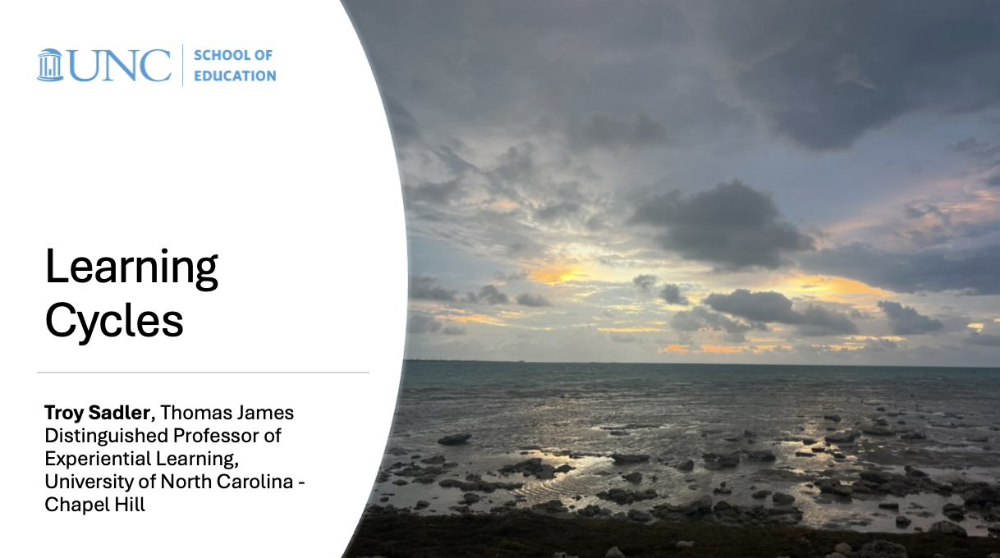 UNC
SCHOOL OF
EDUCATION
Learning
Cycles
Troy Sadler, Thomas James
Distinguished Professor of
Experiential Learning,
University of North Carolina -
Chapel Hill